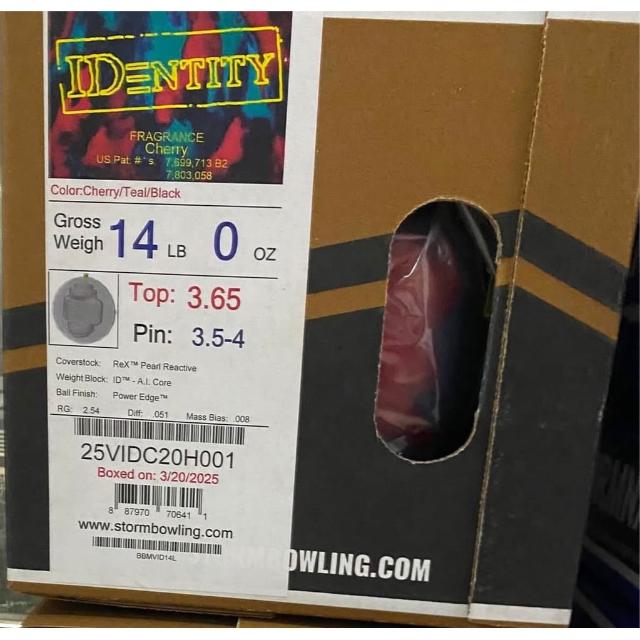 IDENTITY
FRAGRANCE
Cherry
US Pat. #'s 7,699,713 B2
7,803,058
Color:Cherry/Teal/Black
Gross
Weigh 14 LB 0 OZ
Top: 3.65
Pin: 3.5-4
Coverstock: ReX™ Pearl Reactive
Weight Block: ID™ - A.I. Core
Ball Finish: Power Edge™
RG: 2.54 Diff: .051 Mass Bias: .008
25VIDC20H001
Boxed on: 3/20/2025
8 87970 70641 1
www.stormbowling.com
BBMVID14L
STORMBOWLING.COM